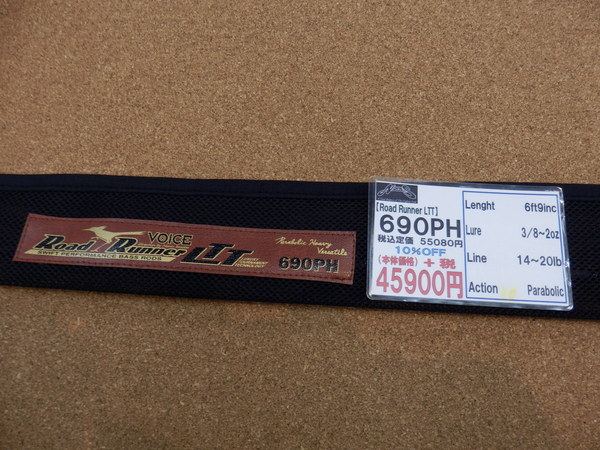 VOICE
Road Runner LTT
SWIFT PERFORMANCE BASS RODS
Parabolic Heavy
Versatile
690PH
【Road Runner LTT】
690PH
税込定価 55080円
10%OFF
(本体価格)+税
45900円
Lenght 6ft9inc
Lure 3/8~2oz
Line 14~20lb
Action Parabolic